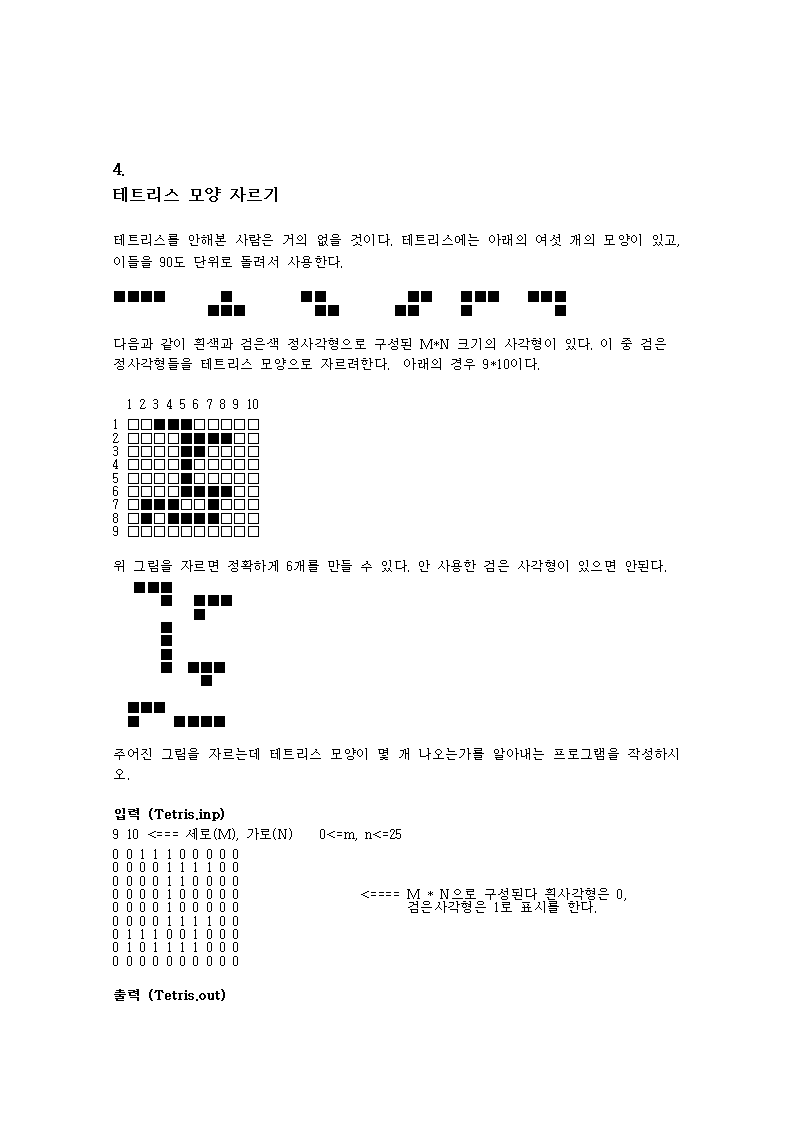 4.
테트리스 모양 자르기
테트리스를 안해본 사람은 거의 없을 것이다. 테트리스에는 아래의 여섯 개의 모양이 있고,
이들을 90도 단위로 돌려서 사용한다.
다음과 같이 흰색과 검은색 정사각형으로 구성된 M*N 크기의 사각형이 있다. 이 중 검은
정사각형들을 테트리스 모양으로 자르려한다. 아래의 경우 9*10이다.
1 2 3 4 5 6 7 8 9 10
1
2
3
4
5
6
7
8
9
위 그림을 자르면 정확하게 6개를 만들 수 있다. 안 사용한 검은 사각형이 있으면 안된다.
주어진 그림을 자르는데 테트리스 모양이 몇 개 나오는가를 알아내는 프로그램을 작성하시
오.
입력 (Tetris.inp)
9 10 <=== 세로(M), 가로(N) 0<=m, n<=25
0 0 1 1 1 0 0 0 0 0
0 0 0 0 1 1 1 1 0 0
0 0 0 0 1 1 0 0 0 0
0 0 0 0 1 0 0 0 0 0
<==== M * N으로 구성된다 흰사각형은 0,
0 0 0 0 1 0 0 0 0 0
검은사각형은 1로 표시를 한다.
0 0 0 0 1 1 1 1 0 0
0 1 1 1 0 0 1 0 0 0
0 1 0 1 1 1 1 0 0 0
0 0 0 0 0 0 0 0 0 0
출력 (Tetris.out)